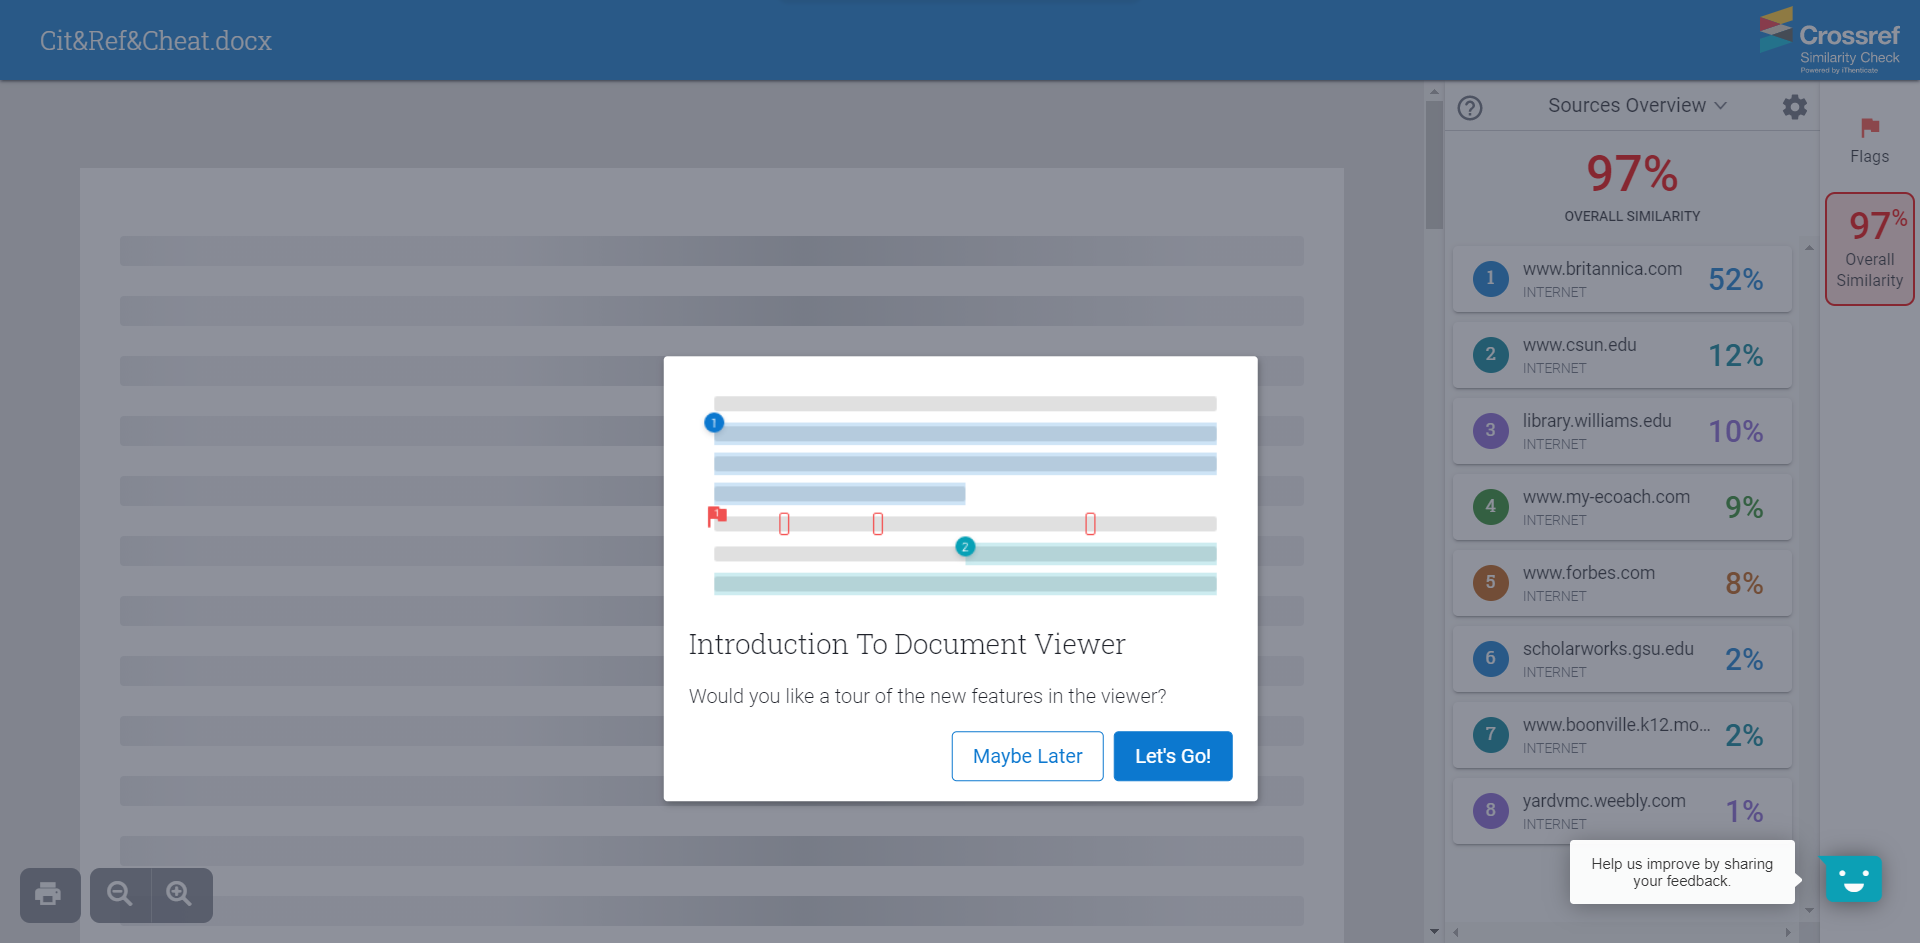 Cit&Ref&Cheat.docx
Crossref
Similarity Check
Powered by iThenticate
Sources Overview
Flags
97%
OVERALL SIMILARITY
97%
Overall
Similarity
1
www.britannica.com
INTERNET
52%
2
www.csun.edu
INTERNET
12%
3
library.williams.edu
INTERNET
10%
4
www.my-ecoach.com
INTERNET
9%
5
www.forbes.com
INTERNET
8%
6
scholarworks.gsu.edu
INTERNET
2%
7
www.boonville.k12.mo...
INTERNET
2%
8
yardvmc.weebly.com
INTERNET
1%
1
1
2
Introduction To Document Viewer
Would you like a tour of the new features in the viewer?
Maybe Later
Let's Go!
Help us improve by sharing
your feedback.